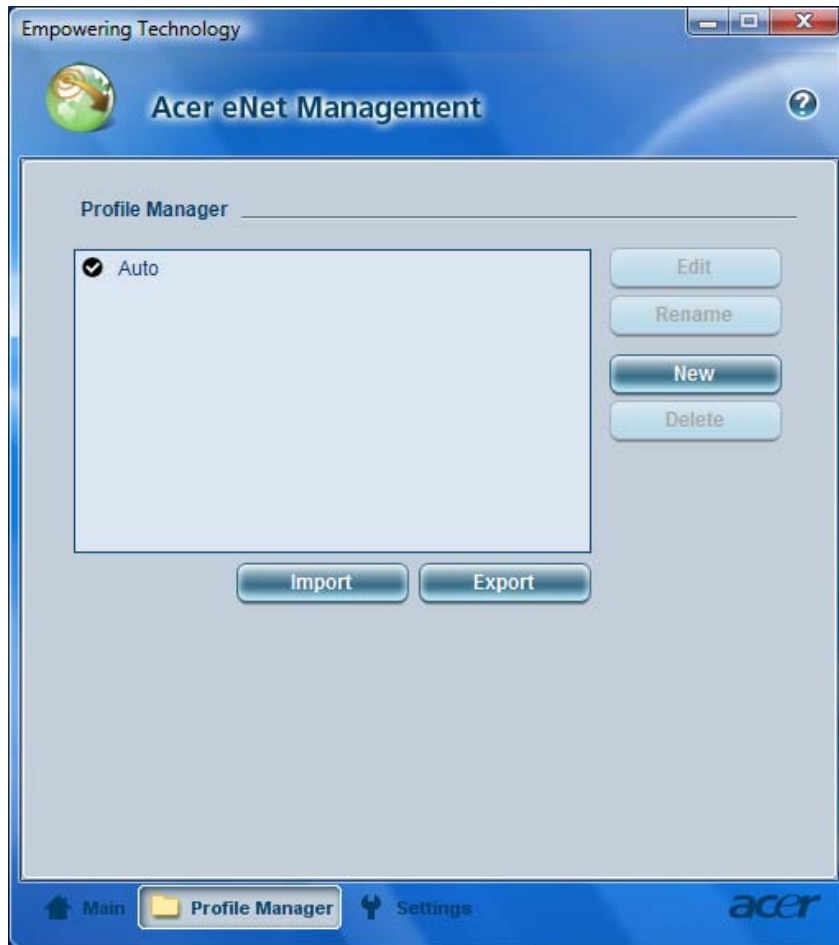 Empowering Technology
Acer eNet Management
?
Profile Manager
Auto
Edit
Rename
New
Delete
Import
Export
Main
Profile Manager
Settings
acer